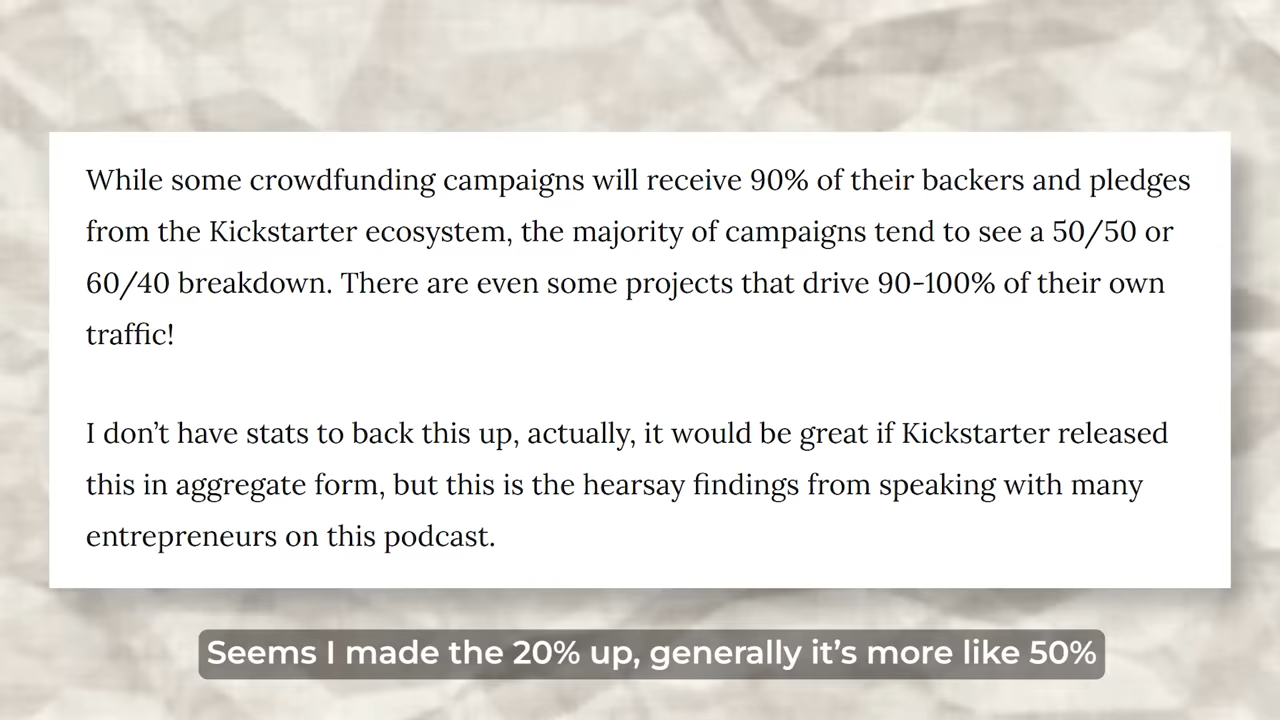 While some crowdfunding campaigns will receive 90% of their backers and pledges
from the Kickstarter ecosystem, the majority of campaigns tend to see a 50/50 or
60/40 breakdown. There are even some projects that drive 90-100% of their own
traffic!
I don’t have stats to back this up, actually, it would be great if Kickstarter released
this in aggregate form, but this is the hearsay findings from speaking with many
entrepreneurs on this podcast.
Seems I made the 20% up, generally it’s more like 50%